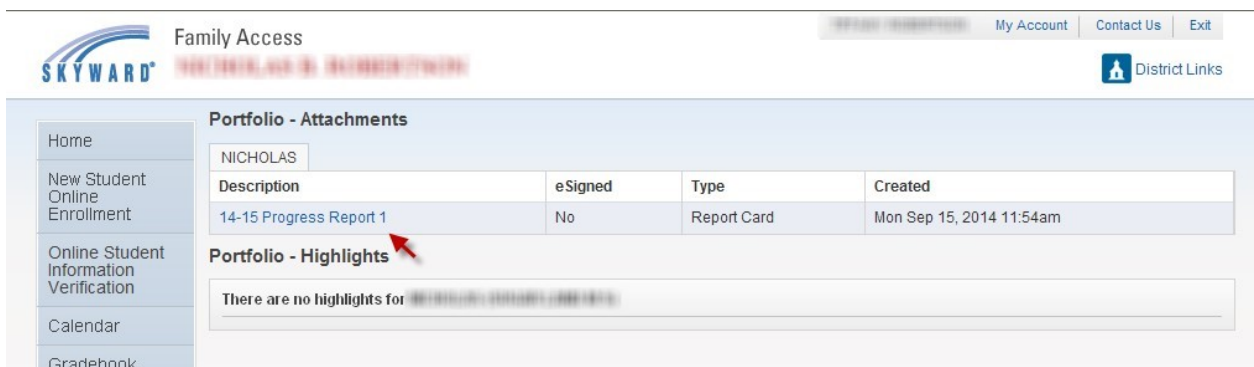 My Account Contact Us Exit
SKYWARD® Family Access
District Links
Home
New Student
Online
Enrollment
Online Student
Information
Verification
Calendar
Gradebook
Portfolio - Attachments
NICHOLAS
Description eSigned Type Created
14-15 Progress Report 1 No Report Card Mon Sep 15, 2014 11:54am
Portfolio - Highlights
There are no highlights for